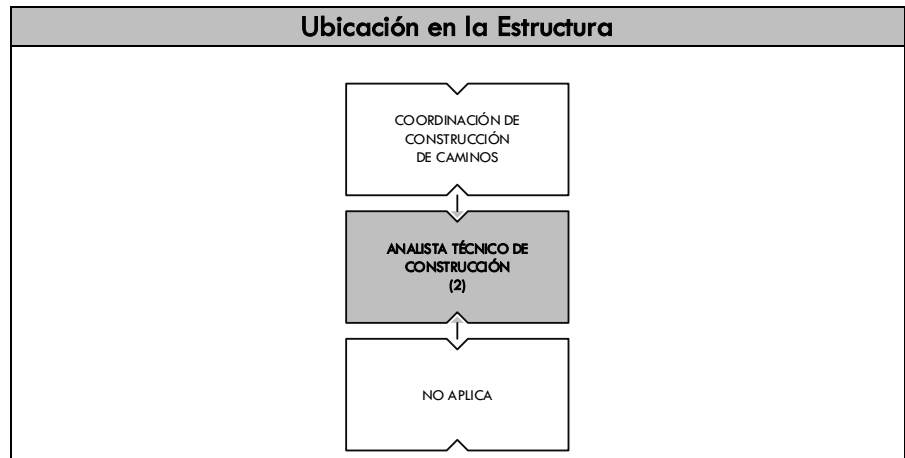 Ubicación en la Estructura
COORDINACIÓN DE
CONSTRUCCIÓN
DE CAMINOS
ANALISTA TÉCNICO DE
CONSTRUCCIÓN
(2)
NO APLICA